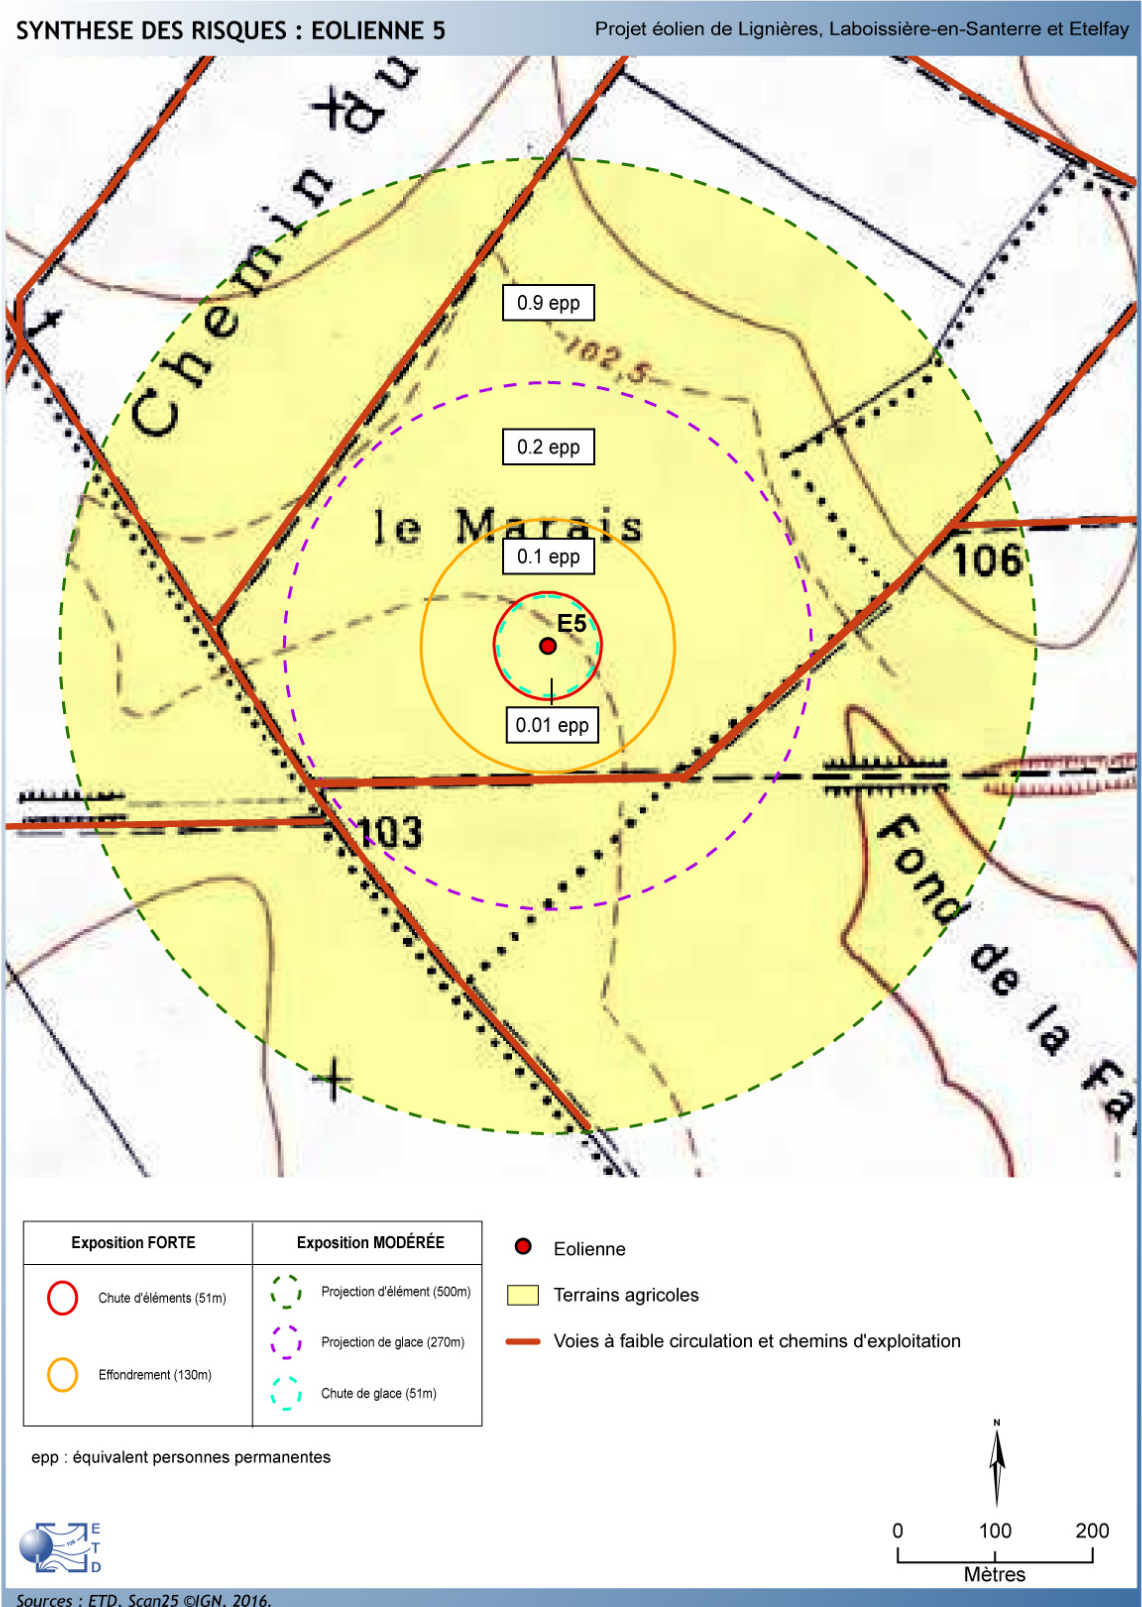 SYNTHESE DES RISQUES : EOLIENNE 5
Projet éolien de Lignières, Laboissière-en-Santerre et Etelfay
Chemin du
0.9 epp
102,5
0.2 epp
le Marais
0.1 epp
106
E5
0.01 epp
103
Fond de la Fa
Exposition FORTE
Exposition MODÉRÉE
Chute d'éléments (51m)
Effondrement (130m)
Projection d'élément (500m)
Projection de glace (270m)
Chute de glace (51m)
Eolienne
Terrains agricoles
Voies à faible circulation et chemins d'exploitation
epp : équivalent personnes permanentes
N
ETD
0 100 200
Mètres
Sources : ETD, Scan25 ©IGN, 2016.